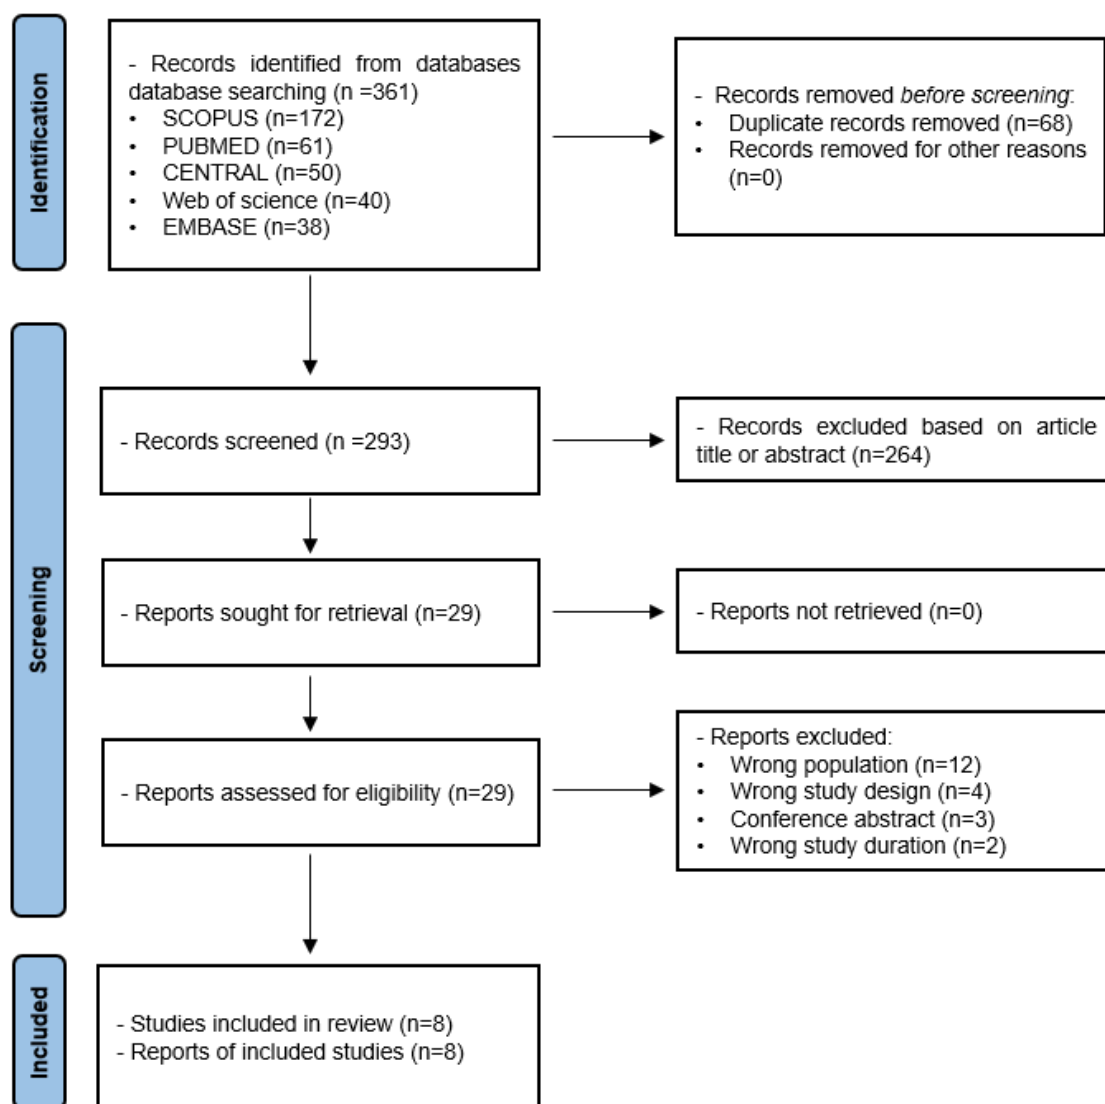 Identification
- Records identified from databases
database searching (n =361)
• SCOPUS (n=172)
• PUBMED (n=61)
• CENTRAL (n=50)
• Web of science (n=40)
• EMBASE (n=38)
- Records removed before screening:
• Duplicate records removed (n=68)
• Records removed for other reasons
(n=0)
Screening
- Records screened (n =293)
- Records excluded based on article
title or abstract (n=264)
- Reports sought for retrieval (n=29)
- Reports not retrieved (n=0)
- Reports assessed for eligibility (n=29)
- Reports excluded:
• Wrong population (n=12)
• Wrong study design (n=4)
• Conference abstract (n=3)
• Wrong study duration (n=2)
Included
- Studies included in review (n=8)
- Reports of included studies (n=8)